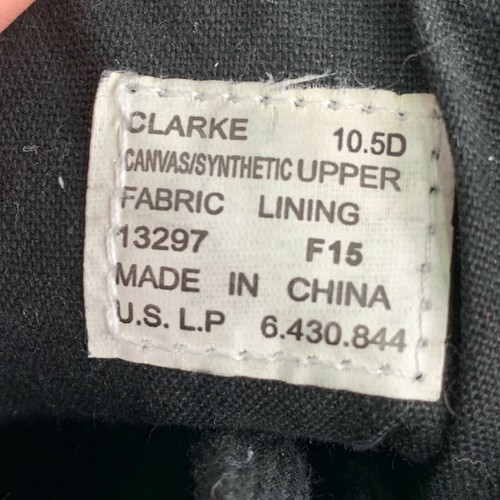 CLARKE 10.5D
CANVAS/SYNTHETIC UPPER
FABRIC LINING
13297 F15
MADE IN CHINA
U.S. L.P 6.430.844